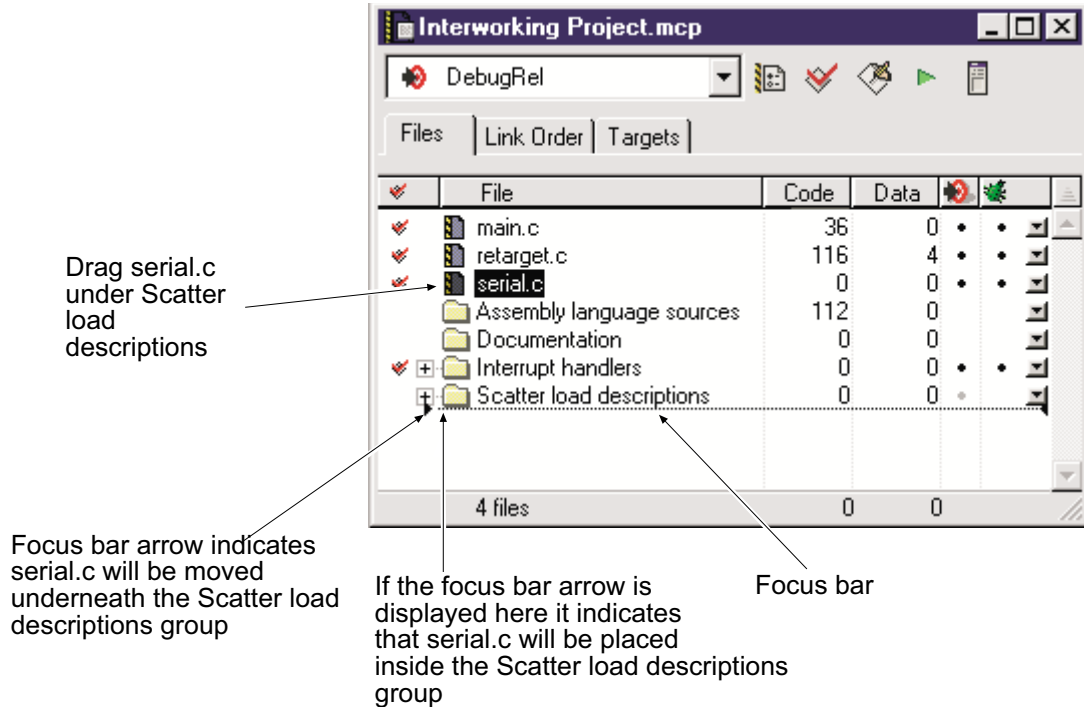 Interworking Project.mcp
DebugRel
Files Link Order Targets
File Code Data
main.c 36 0
retarget.c 116 4
serial.c 0 0
Assembly language sources 112 0
Documentation 0 0
Interrupt handlers 0 0
Scatter load descriptions 0 0
4 files 0 0
Drag serial.c
under Scatter
load
descriptions
Focus bar arrow indicates
serial.c will be moved
underneath the Scatter load
descriptions group
If the focus bar arrow is
displayed here it indicates
that serial.c will be placed
inside the Scatter load descriptions
group
Focus bar